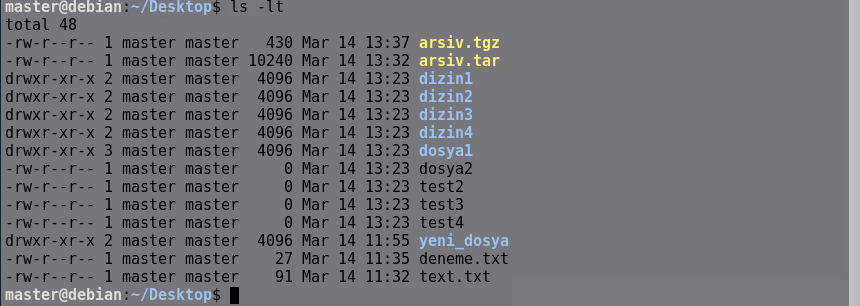 master@debian:~/Desktop$ ls -lt
total 48
-rw-r--r-- 1 master master   430 Mar 14 13:37 arsiv.tgz
-rw-r--r-- 1 master master 10240 Mar 14 13:32 arsiv.tar
drwxr-xr-x 2 master master  4096 Mar 14 13:23 dizin1
drwxr-xr-x 2 master master  4096 Mar 14 13:23 dizin2
drwxr-xr-x 2 master master  4096 Mar 14 13:23 dizin3
drwxr-xr-x 2 master master  4096 Mar 14 13:23 dizin4
drwxr-xr-x 3 master master  4096 Mar 14 13:23 dosya1
-rw-r--r-- 1 master master     0 Mar 14 13:23 dosya2
-rw-r--r-- 1 master master     0 Mar 14 13:23 test2
-rw-r--r-- 1 master master     0 Mar 14 13:23 test3
-rw-r--r-- 1 master master     0 Mar 14 13:23 test4
drwxr-xr-x 2 master master  4096 Mar 14 11:55 yeni_dosya
-rw-r--r-- 1 master master    27 Mar 14 11:35 deneme.txt
-rw-r--r-- 1 master master    91 Mar 14 11:32 text.txt
master@debian:~/Desktop$